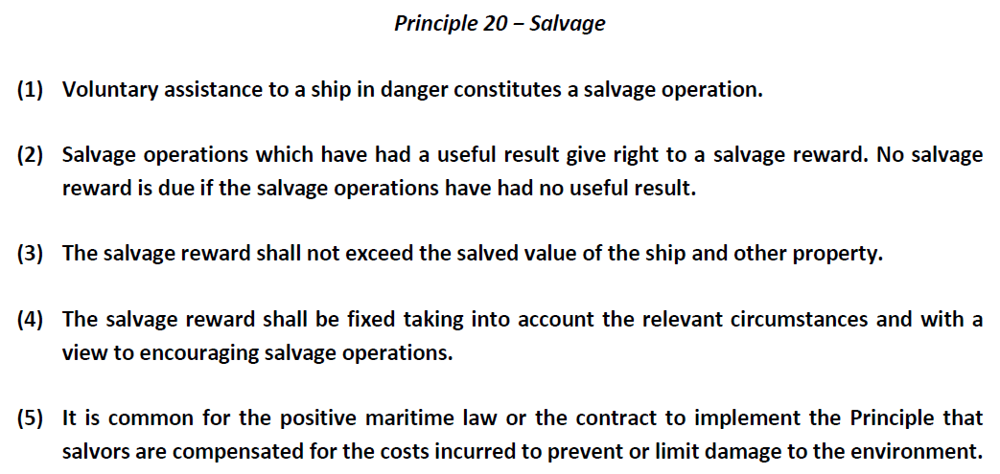 Principle 20 – Salvage
(1) Voluntary assistance to a ship in danger constitutes a salvage operation.
(2) Salvage operations which have had a useful result give right to a salvage reward. No salvage
reward is due if the salvage operations have had no useful result.
(3) The salvage reward shall not exceed the salved value of the ship and other property.
(4) The salvage reward shall be fixed taking into account the relevant circumstances and with a
view to encouraging salvage operations.
(5) It is common for the positive maritime law or the contract to implement the Principle that
salvors are compensated for the costs incurred to prevent or limit damage to the environment.